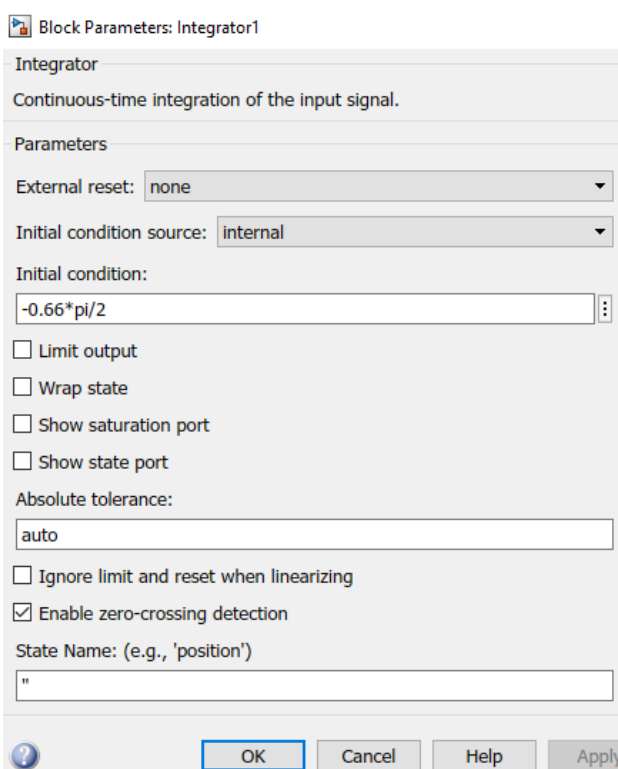 Block Parameters: Integrator1
Integrator
Continuous-time integration of the input signal.
Parameters
External reset: none
Initial condition source: internal
Initial condition:
-0.66*pi/2
Limit output
Wrap state
Show saturation port
Show state port
Absolute tolerance:
auto
Ignore limit and reset when linearizing
Enable zero-crossing detection
State Name: (e.g., 'position')
''
? OK Cancel Help Apply